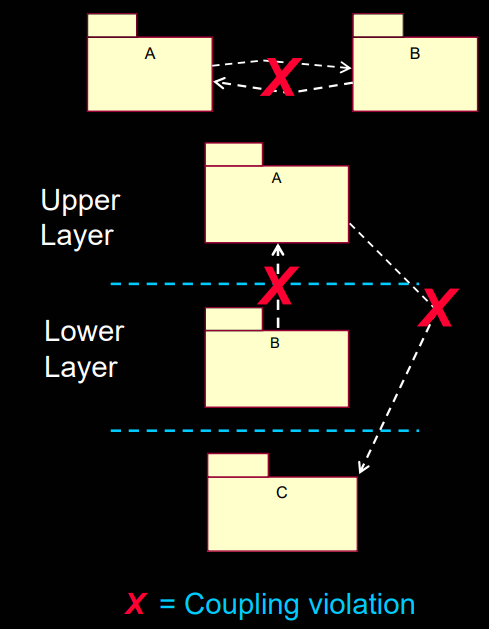 A
B
A
Upper
Layer
X
X
X
Lower
Layer
B
C
X = Coupling violation